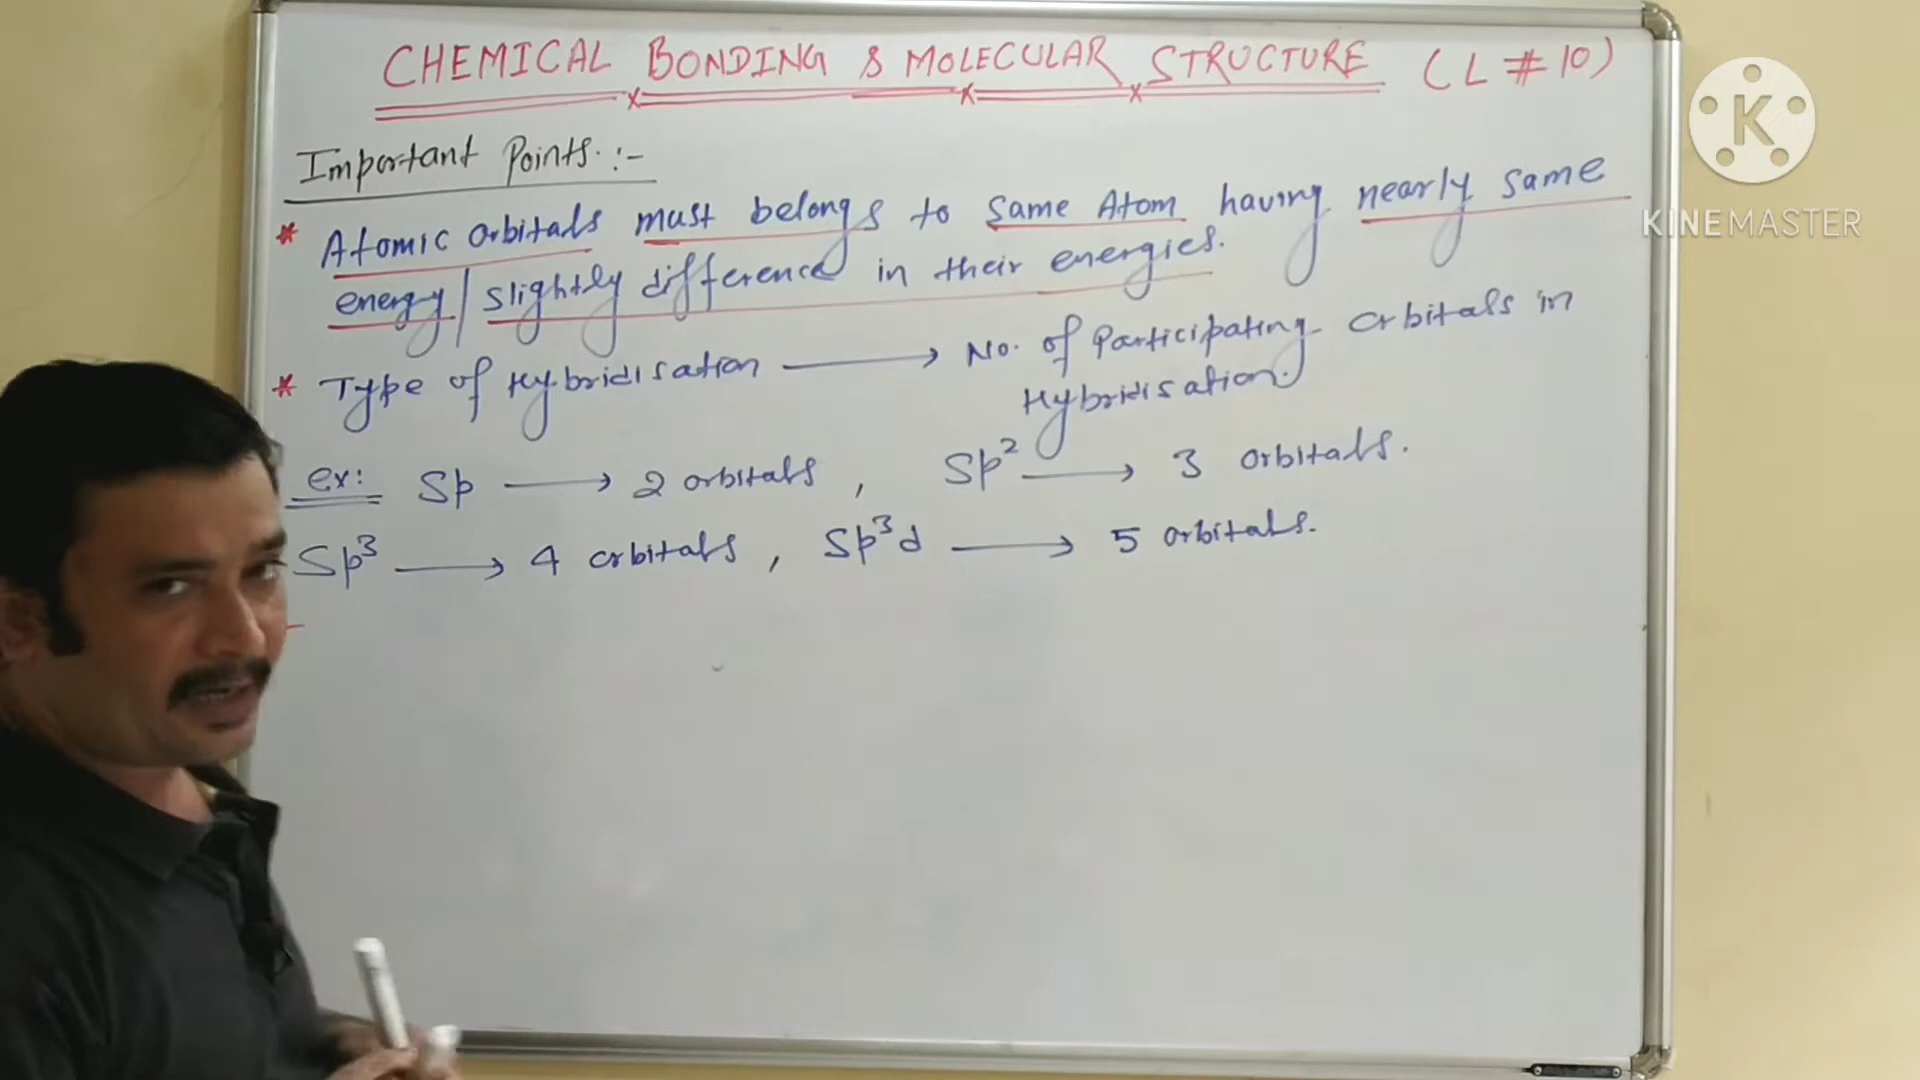 CHEMICAL BONDING & MOLECULAR STRUCTURE (L # 10)
Important Points :-
* Atomic orbitals must belongs to same Atom having nearly same
energy/slightly difference in their energies.
* Type of Hybridisation ⟶ No. of Participating orbitals in
Hybridisation.
ex: Sp ⟶ 2 orbitals, Sp² ⟶ 3 orbitals.
Sp³ ⟶ 4 orbitals, Sp³d ⟶ 5 orbitals.
K
KINEMASTER